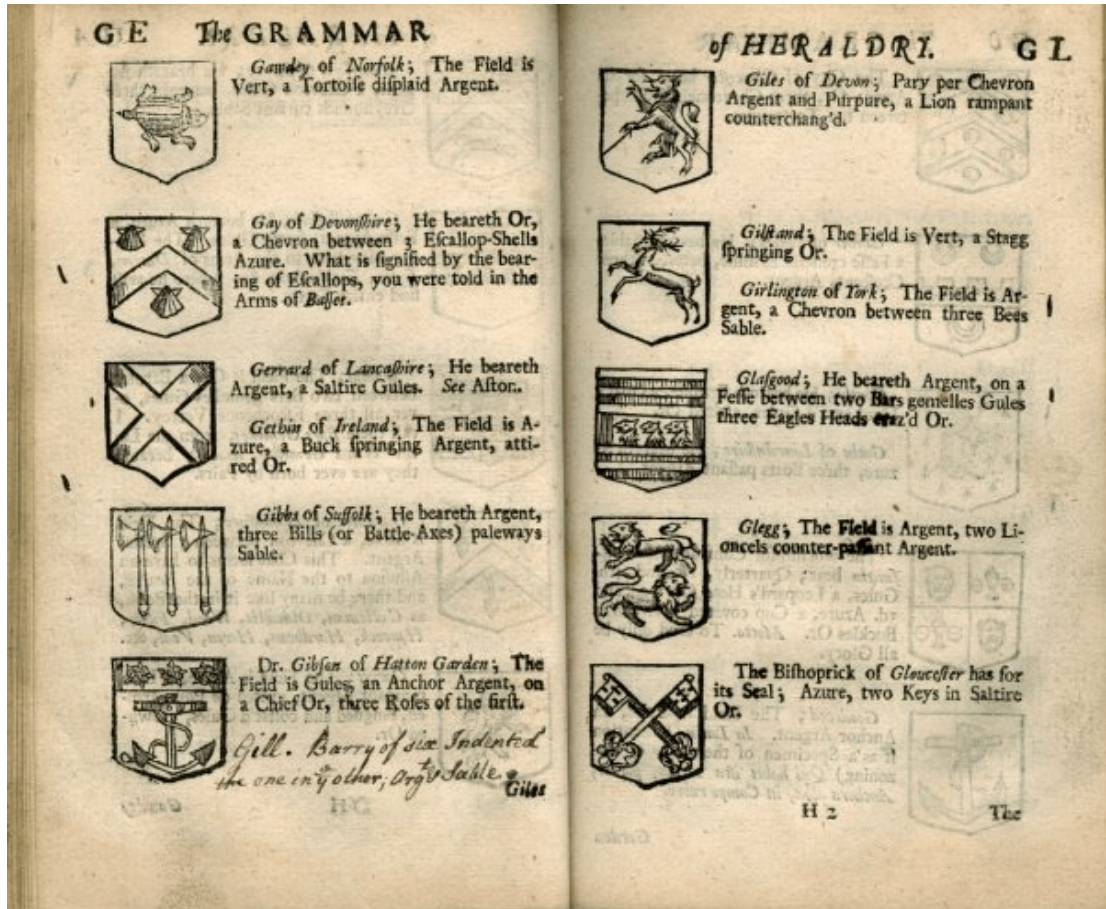 G E The GRAMMAR
Gawdey of Norfolk; The Field is
Vert, a Tortoiſe diſplaid Argent.
Gay of Devonſhire; He beareth Or,
a Chevron between 3 Eſcallop-Shells
Azure. What is ſignified by the bear-
ing of Eſcallops, you were told in the
Arms of Baſſet.
Gerrard of Lancaſhire; He beareth
Argent, a Saltire Gules. See Aſton.
Gethin of Ireland; The Field is A-
zure, a Buck ſpringing Argent, atti-
red Or.
Gibbs of Suffolk; He beareth Argent,
three Bills (or Battle-Axes) paleways
Sable.
Dr. Gibſon of Hatton Garden; The
Field is Gules, an Anchor Argent, on
a Chief Or, three Roſes of the firſt.
Gill. Barry of six Indented
the one in yᵉ other, Or & Sable.
Giles
of HERALDRY. G L
Giles of Devon; Pary per Chevron
Argent and Purpure, a Lion rampant
counterchang'd.
Gilſtand; The Field is Vert, a Stagg
ſpringing Or.
Girlington of York; The Field is Ar-
gent, a Chevron between three Bees
Sable.
Glaſgood; He beareth Argent, on a
Feſſe between two Bars gemelles Gules
three Eagles Heads eraz'd Or.
Glegg; The Field is Argent, two Li-
oncels counter-paſſant Argent.
The Biſhoprick of Glouceſter has for
its Seal; Azure, two Keys in Saltire
Or.
H 2 The